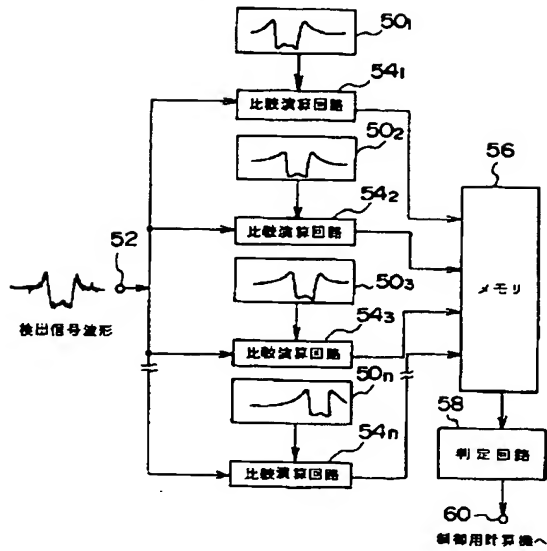 50₁
54₁
比較演算回路
50₂
54₂
比較演算回路
56
メモリ
52
検出信号波形
50₃
54₃
比較演算回路
50n
54n
比較演算回路
58
判定回路
60
制御用計算機へ